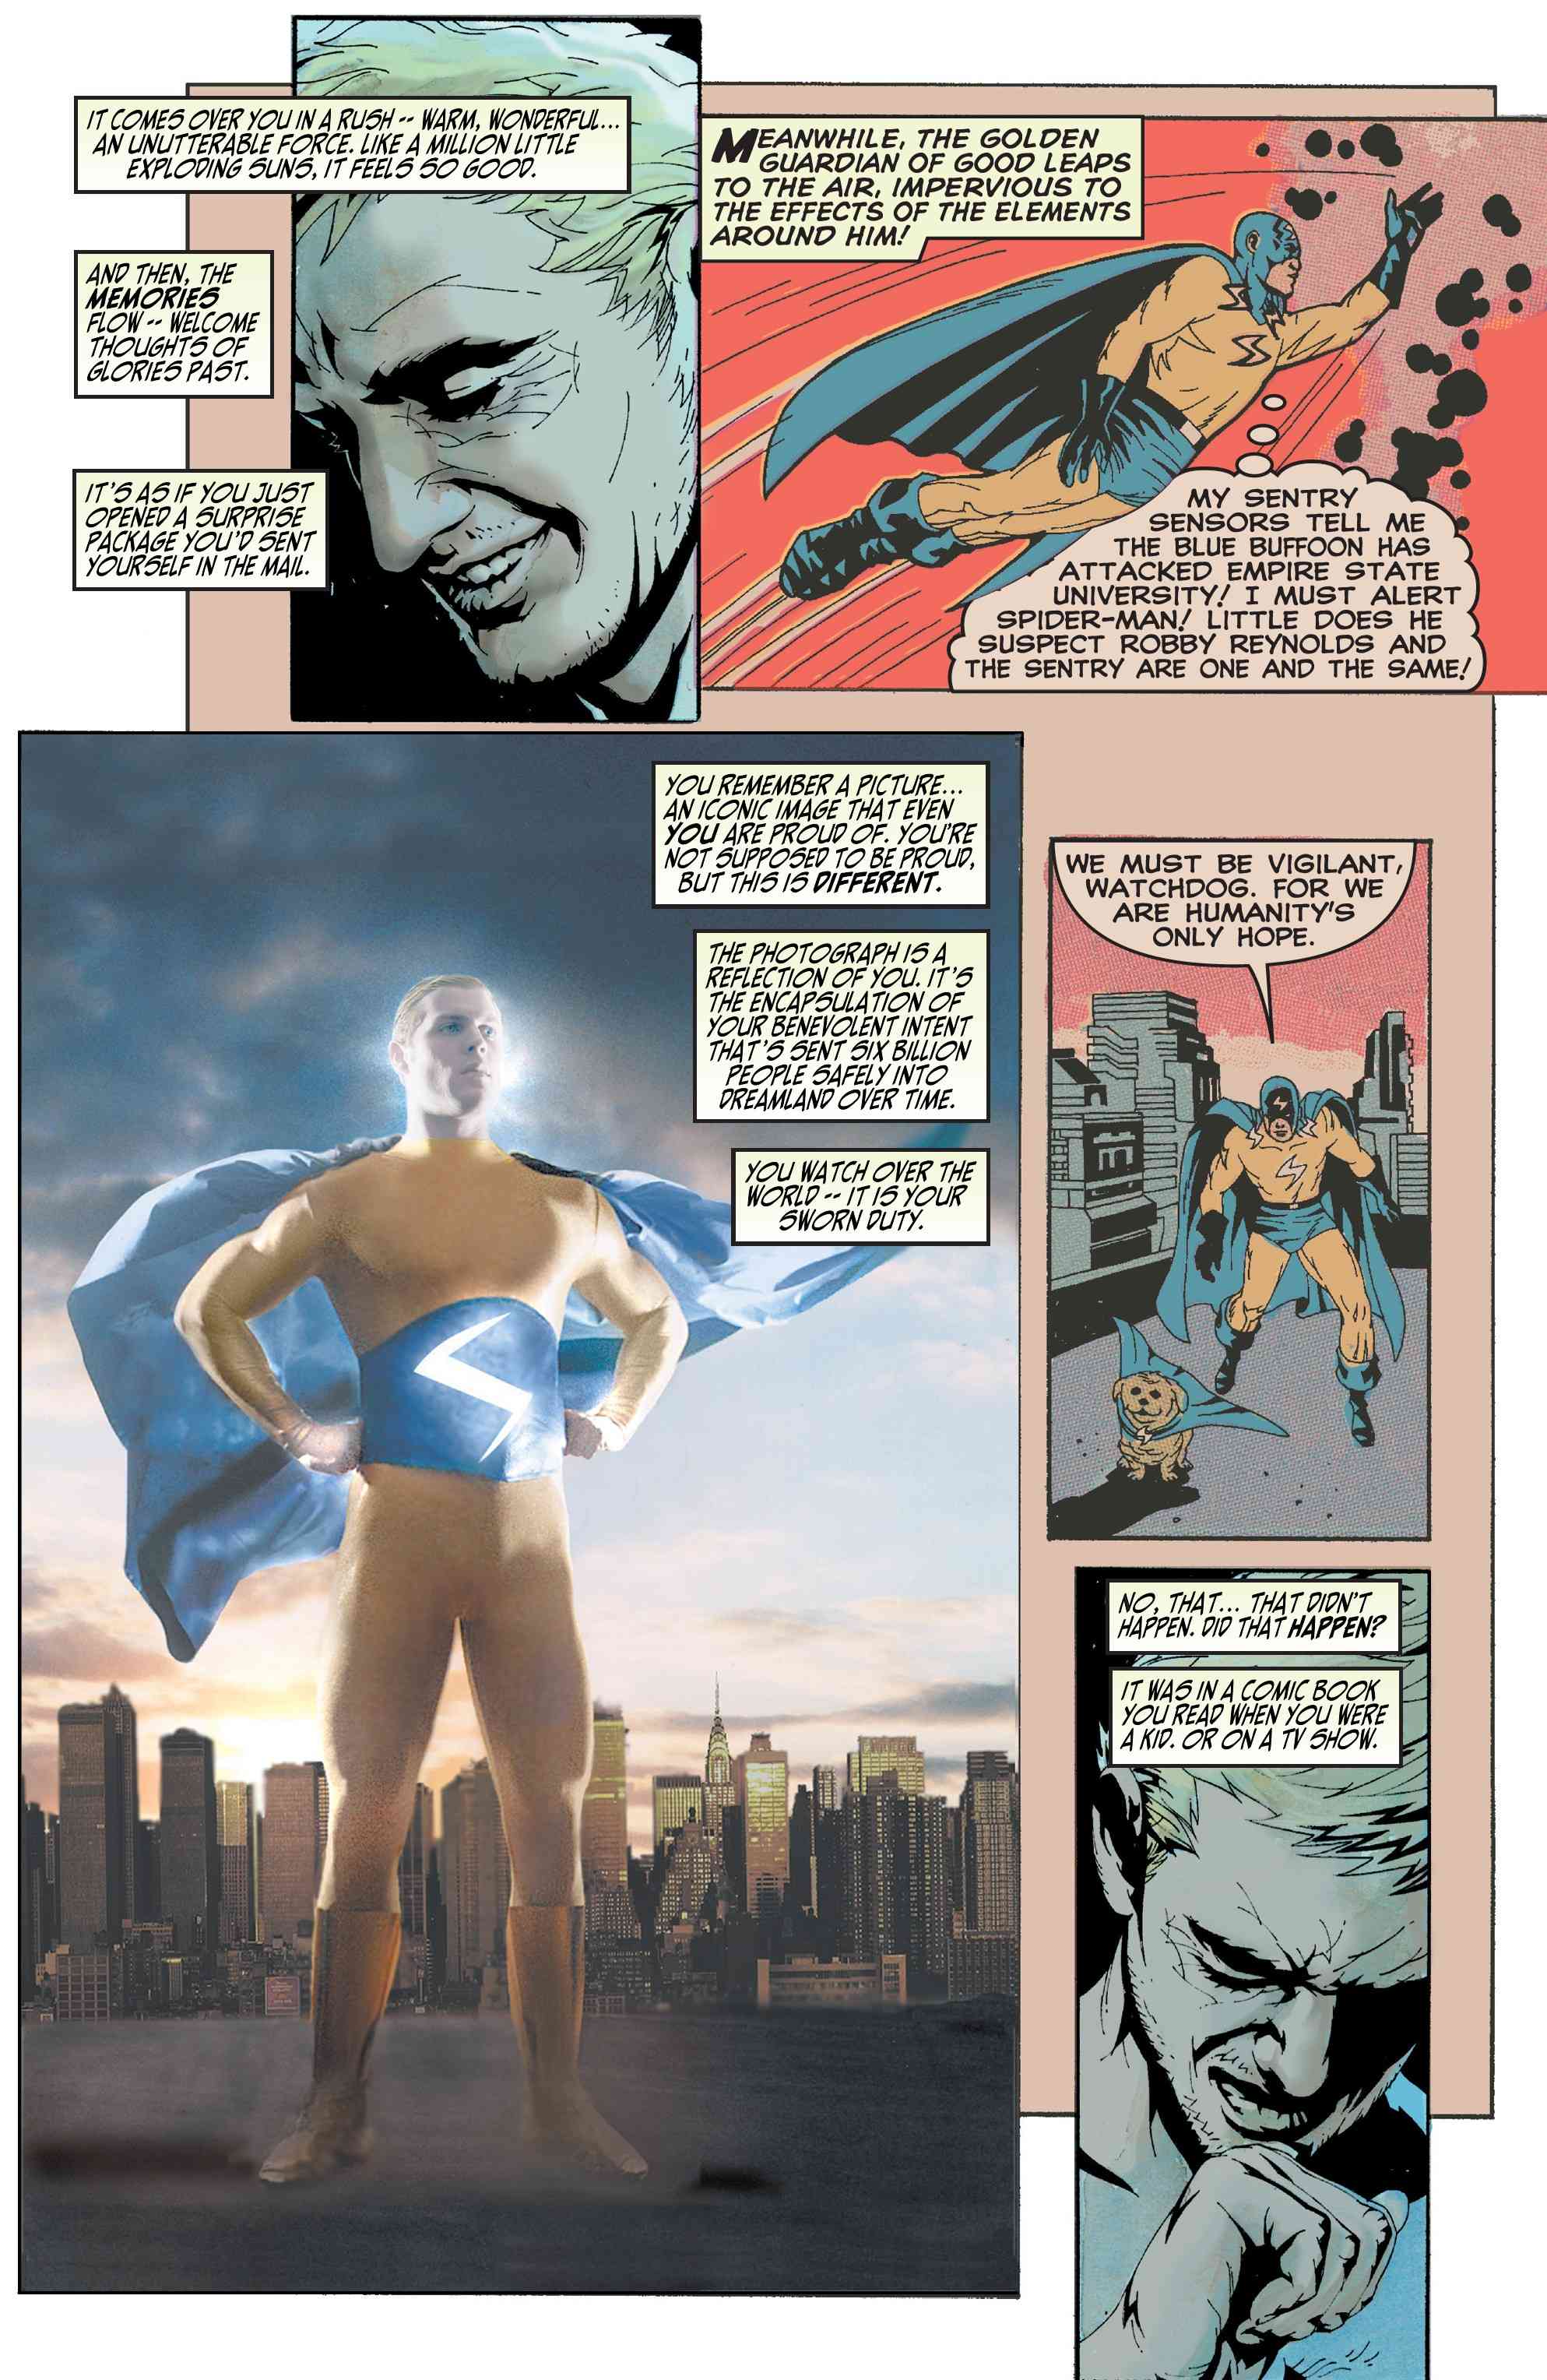 IT COMES OVER YOU IN A RUSH -- WARM, WONDERFUL...
AN UNUTTERABLE FORCE. LIKE A MILLION LITTLE
EXPLODING SUNS, IT FEELS SO GOOD.
AND THEN, THE
MEMORIES
FLOW -- WELCOME
THOUGHTS OF
GLORIES PAST.
IT'S AS IF YOU JUST
OPENED A SURPRISE
PACKAGE YOU'D SENT
YOURSELF IN THE MAIL.
MEANWHILE, THE GOLDEN
GUARDIAN OF GOOD LEAPS
TO THE AIR, IMPERVIOUS TO
THE EFFECTS OF THE ELEMENTS
AROUND HIM!
MY SENTRY
SENSORS TELL ME
THE BLUE BUFFOON HAS
ATTACKED EMPIRE STATE
UNIVERSITY! I MUST ALERT
SPIDER-MAN! LITTLE DOES HE
SUSPECT ROBBY REYNOLDS AND
THE SENTRY ARE ONE AND THE SAME!
YOU REMEMBER A PICTURE...
AN ICONIC IMAGE THAT EVEN
YOU ARE PROUD OF. YOU'RE
NOT SUPPOSED TO BE PROUD,
BUT THIS IS DIFFERENT.
THE PHOTOGRAPH IS A
REFLECTION OF YOU. IT'S
THE ENCAPSULATION OF
YOUR BENEVOLENT INTENT
THAT'S SENT SIX BILLION
PEOPLE SAFELY INTO
DREAMLAND OVER TIME.
YOU WATCH OVER THE
WORLD -- IT IS YOUR
SWORN DUTY.
WE MUST BE VIGILANT,
WATCHDOG. FOR WE
ARE HUMANITY'S
ONLY HOPE.
NO, THAT... THAT DIDN'T
HAPPEN. DID THAT HAPPEN?
IT WAS IN A COMIC BOOK
YOU READ WHEN YOU WERE
A KID. OR ON A TV SHOW.